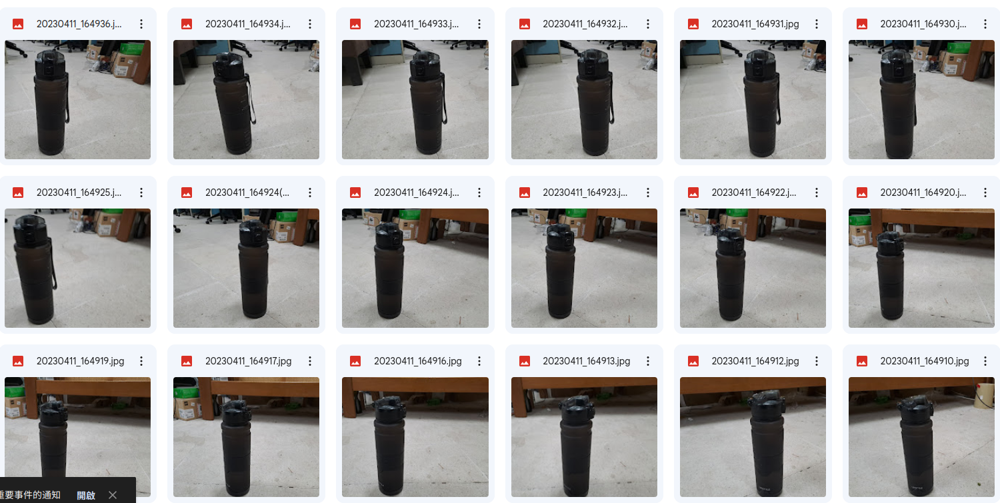 20230411_164936.j...
20230411_164934.j...
20230411_164933.j...
20230411_164932.j...
20230411_164931.jpg
20230411_164930.j...
20230411_164925.j...
20230411_164924(...
20230411_164924.j...
20230411_164923.j...
20230411_164922.j...
20230411_164920.j...
20230411_164919.jpg
20230411_164917.jpg
20230411_164916.jpg
20230411_164913.jpg
20230411_164912.jpg
20230411_164910.jpg
重要事件的通知 開啟